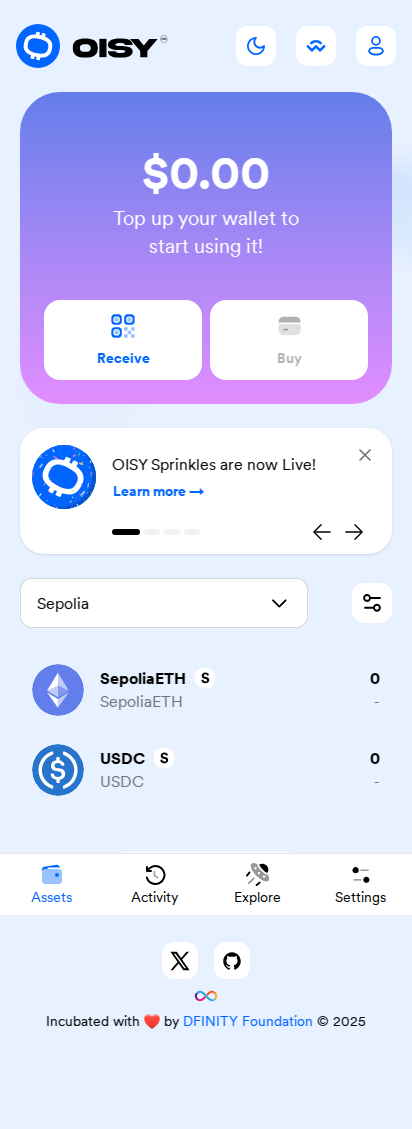 OISY
$0.00
Top up your wallet to
start using it!
Receive
Buy
OISY Sprinkles are now Live!
Learn more →
Sepolia
SepoliaETH S
0
SepoliaETH
-
USDC S
0
USDC
-
Assets
Activity
Explore
Settings
Incubated with ❤️ by DFINITY Foundation © 2025